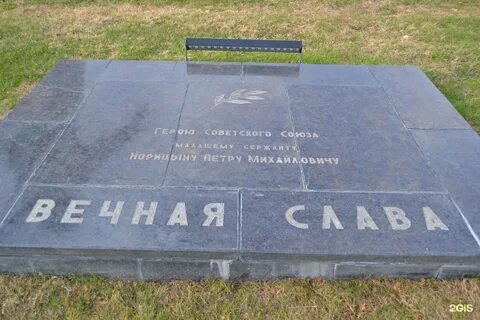 Герою Советского Союза
младшему сержанту
Норицыну Петру Михайловичу
ВЕЧНАЯ СЛАВА
2GIS